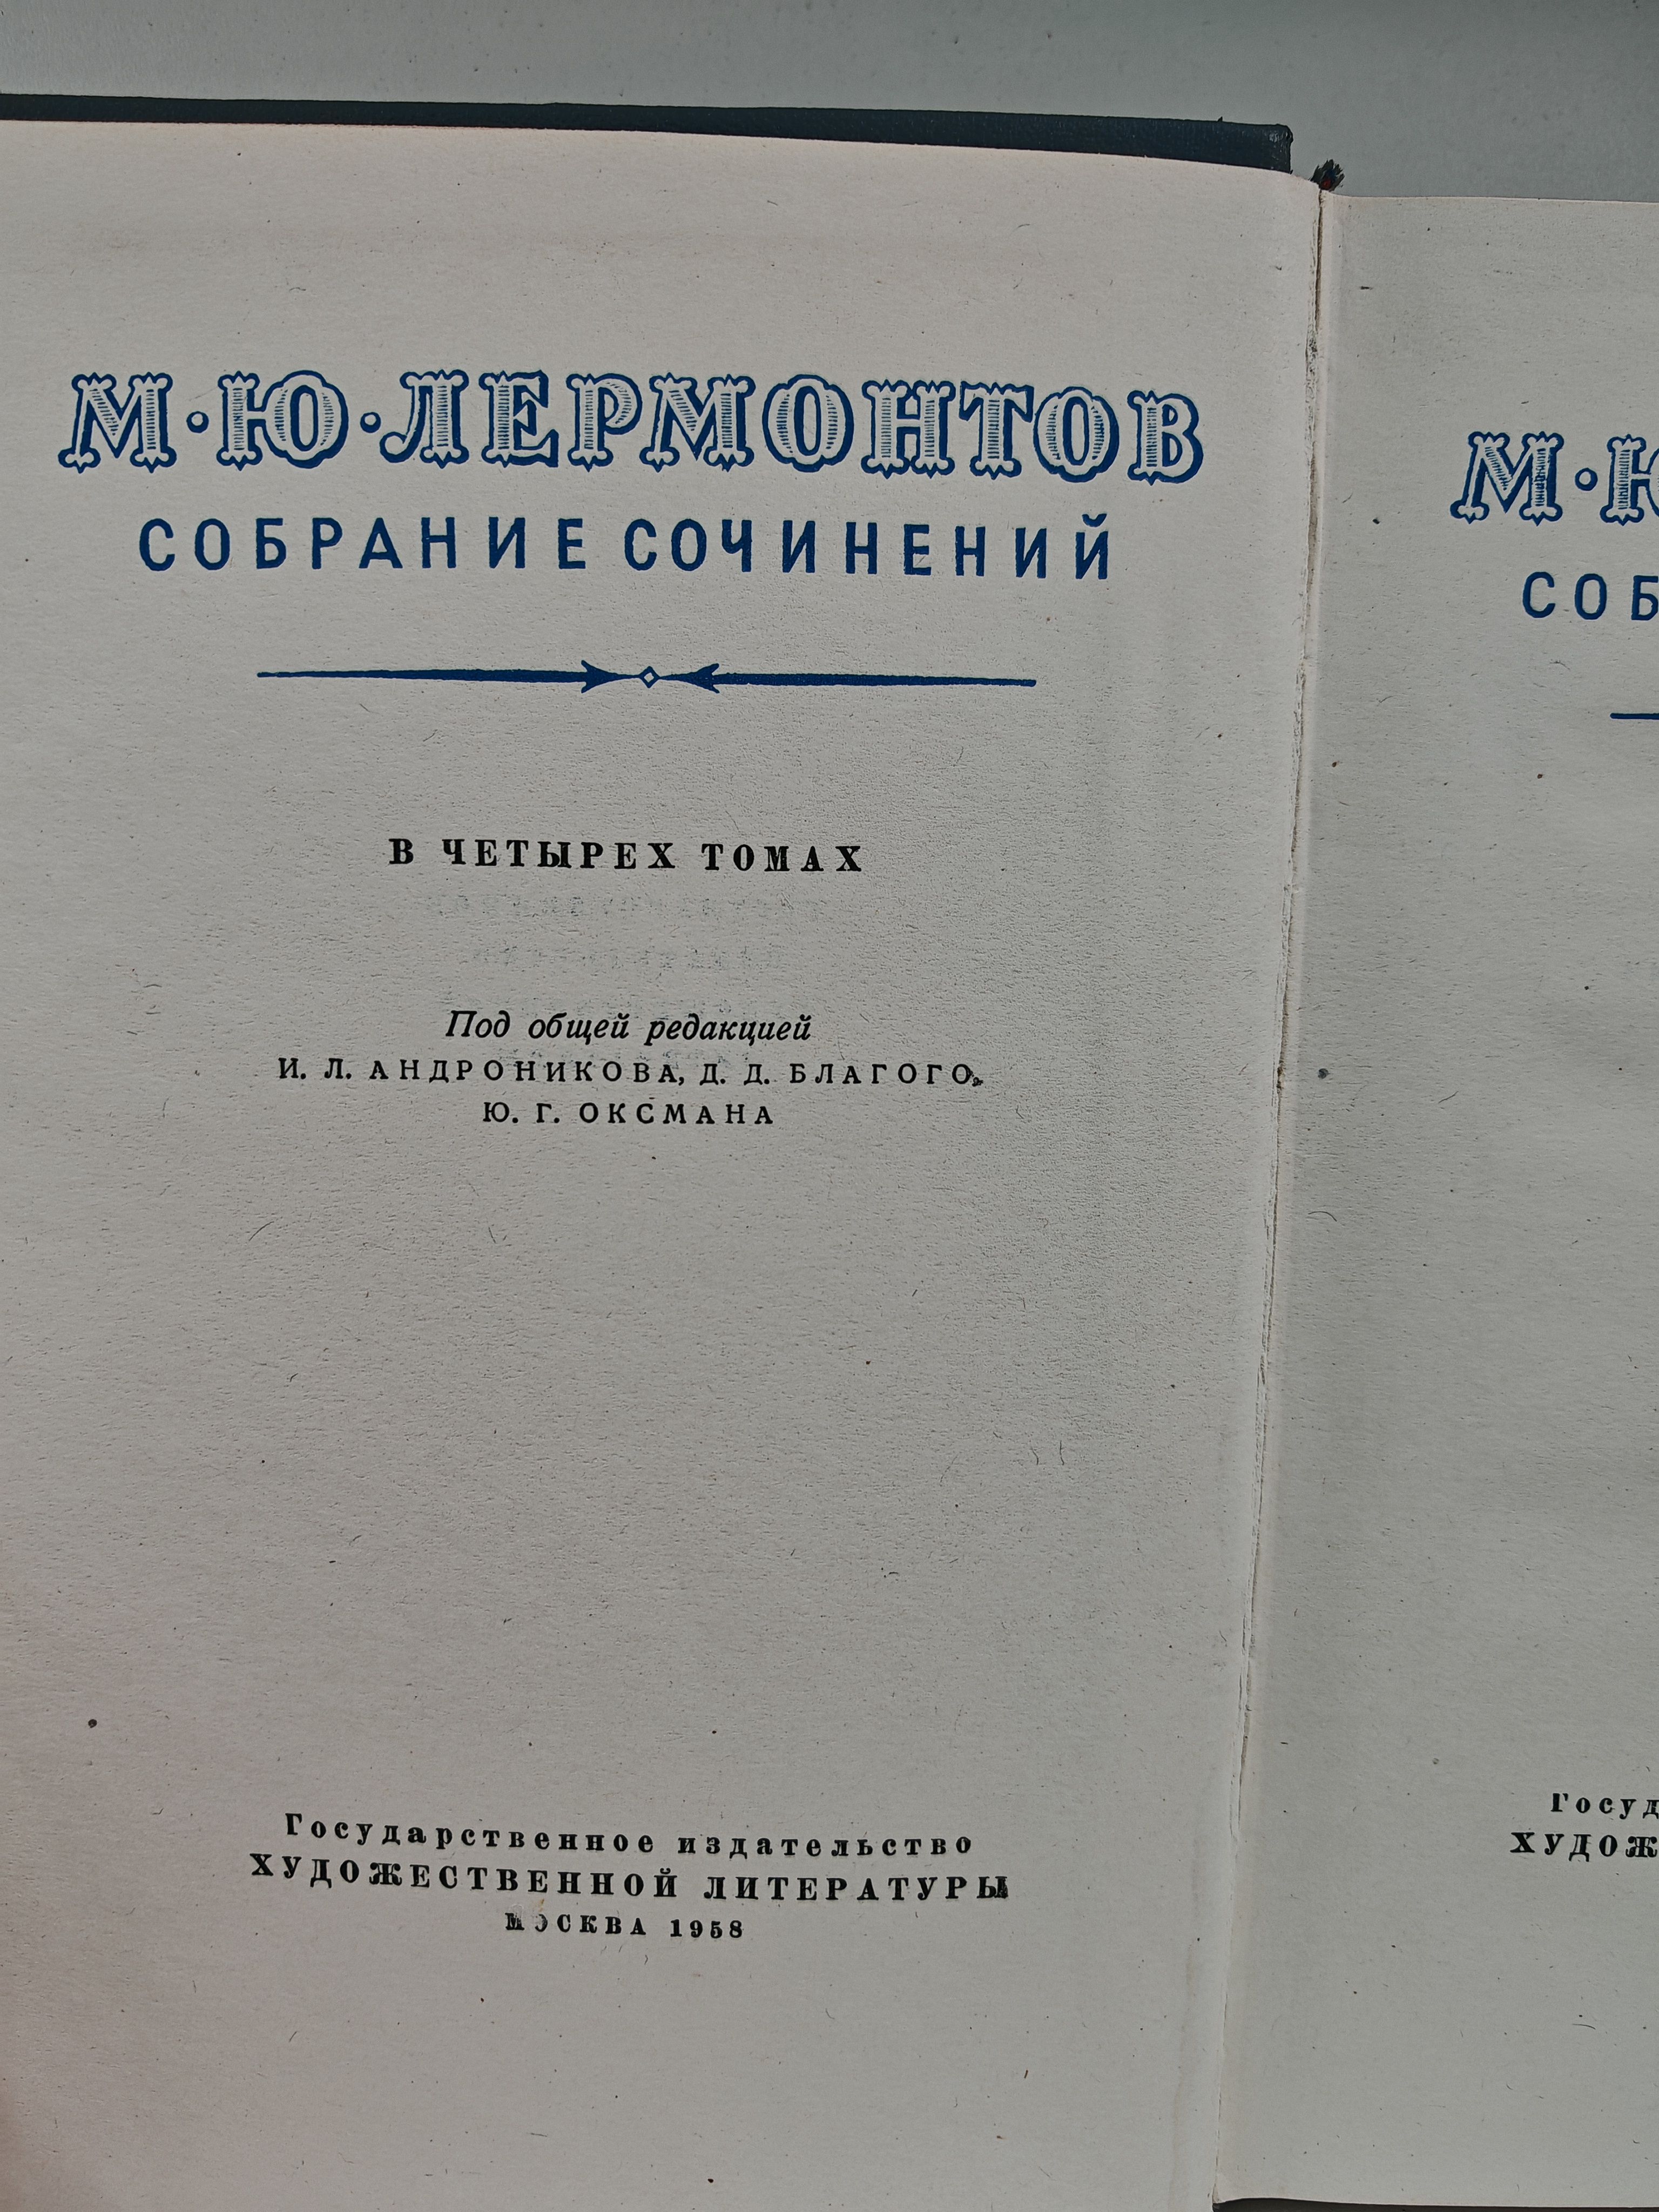 М·Ю·ЛЕРМОНТОВ
СОБРАНИЕ СОЧИНЕНИЙ
В ЧЕТЫРЕХ ТОМАХ
Под общей редакцией
И. Л. АНДРОНИКОВА, Д. Д. БЛАГОГО,
Ю. Г. ОКСМАНА
Государственное издательство
ХУДОЖЕСТВЕННОЙ ЛИТЕРАТУРЫ
МОСКВА 1958
М·Ю
СОБ
Госуд
ХУДОЖ